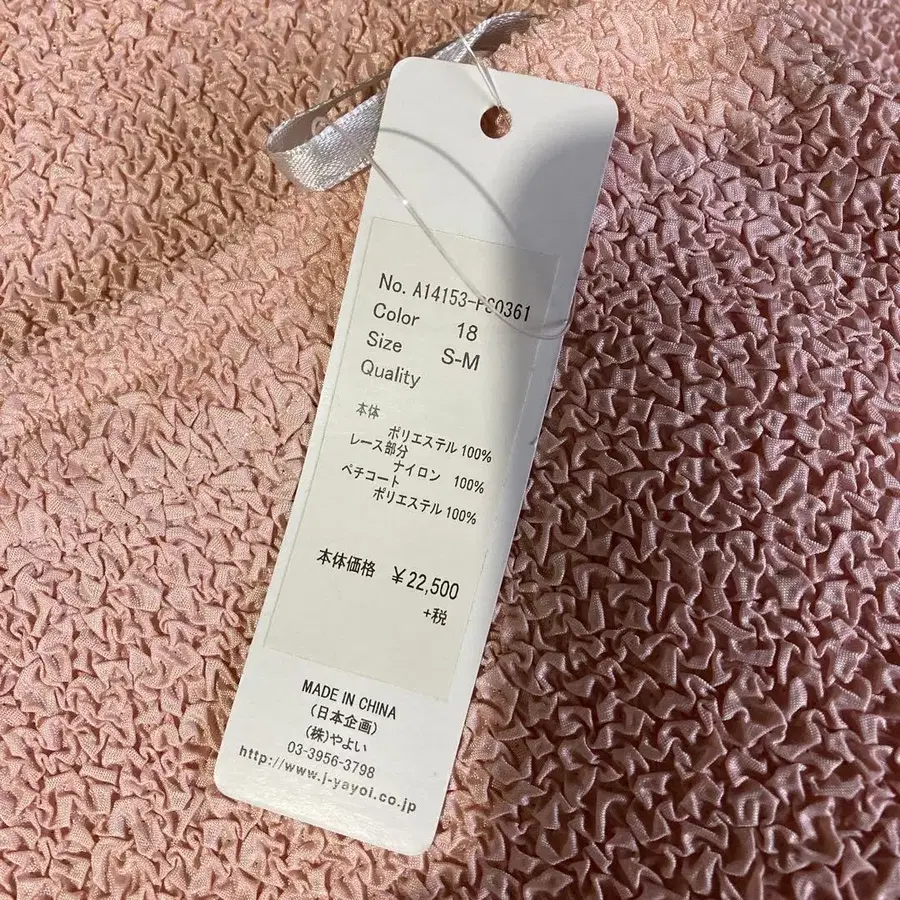 No. A14153-PS0361
Color 18
Size S-M
Quality
本体
ポリエステル 100%
レース部分
ナイロン 100%
ペチコート
ポリエステル 100%
本体価格 ￥22,500
+税
MADE IN CHINA
(日本企画)
(株)やよい
03-3956-3798
http://www.j-yayoi.co.jp